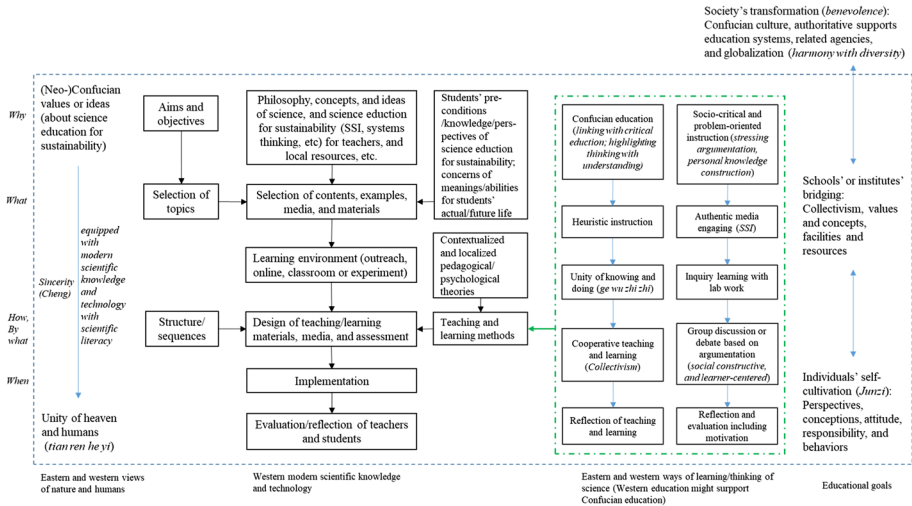 Society's transformation (benevolence):
Confucian culture, authoritative supports
education systems, related agencies,
and globalization (harmony with diversity)
Why
What
How,
By
what
When
(Neo-)Confucian
values or ideas
(about science
education for
sustainability)
Sincerity
(Cheng)
equipped
with
modern
scientific
knowledge
and
technology
with
scientific
literacy
Unity of heaven
and humans
(tian ren he yi)
Aims and
objectives
Selection of
topics
Structure/
sequences
Philosophy, concepts, and ideas
of science, and science eduction
for sustainability (SSI, systems
thinking, etc) for teachers, and
local resources, etc.
Selection of contents, examples,
media, and materials
Learning environment (outreach,
online, classroom or experiment)
Design of teaching/learning
materials, media, and assessment
Implementation
Evaluation/reflection of teachers
and students
Students' pre-
conditions
/knowledge/pers-
pectives of
science eduction
for sustainability;
concerns of
meanings/abilities
for students'
actual/future life
Contextualized
and localized
pedagogical/
psychological
theories
Teaching and
learning methods
Confucian education
(linking with critical
eduction; highlighting
thinking with
understanding)
Heuristic instruction
Unity of knowing and
doing (ge wu zhi zhi)
Cooperative teaching
and learning
(Collectivism)
Reflection of teaching
and learning
Socio-critical and
problem-oriented
instruction (stressing
argumentation,
personal knowledge
construction)
Authentic media
engaging (SSI)
Inquiry learning with
lab work
Group discussion or
debate based on
argumentation
(social constructive,
and learner-centered)
Reflection and
evaluation including
motivation
Schools' or institutes'
bridging:
Collectivism, values
and concepts,
facilities and
resources
Individuals' self-
cultivation (Junzi):
Perspectives,
conceptions, attitude,
responsibility, and
behaviors
Eastern and western views
of nature and humans
Western modern scientific knowledge
and technology
Eastern and western ways of learning/thinking of
science (Western education might surpport
Confucian education)
Educational goals